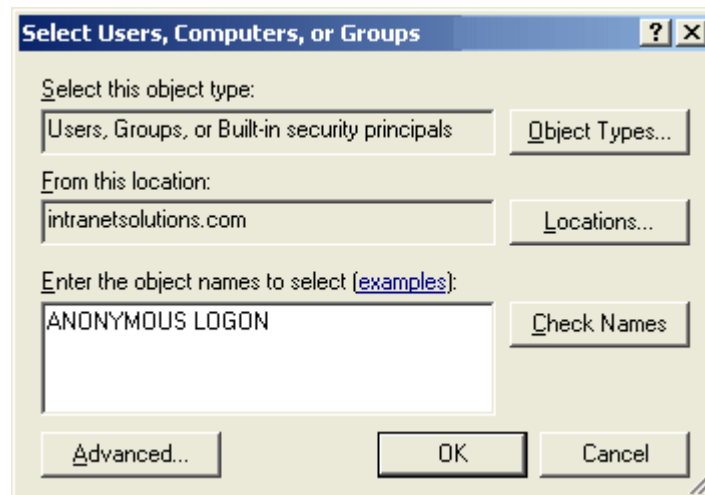 Select Users, Computers, or Groups
Select this object type:
Users, Groups, or Built-in security principals
Object Types...
From this location:
intranetsolutions.com
Locations...
Enter the object names to select (examples):
ANONYMOUS LOGON
Check Names
Advanced...
OK
Cancel